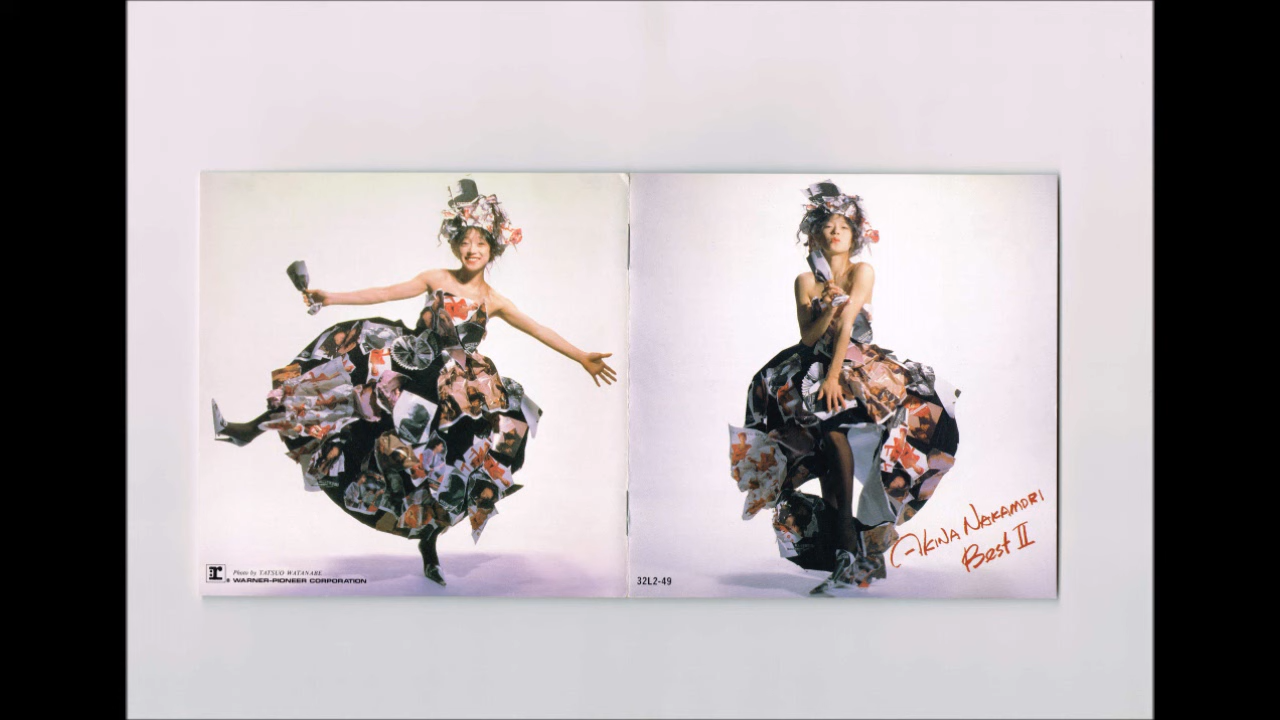 r
Photo by TATSUO WATANABE
® WARNER-PIONEER CORPORATION
32L2-49
AKINA NAKAMORI
Best II